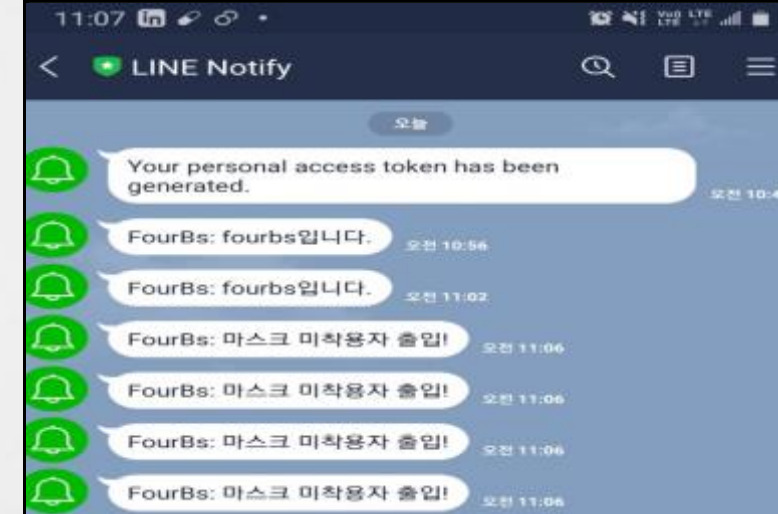 11:07
LINE Notify
오늘
Your personal access token has been
generated.
오전 10:4
FourBs: fourbs입니다.
오전 10:56
FourBs: fourbs입니다.
오전 11:02
FourBs: 마스크 미착용자 출입!
오전 11:06
FourBs: 마스크 미착용자 출입!
오전 11:06
FourBs: 마스크 미착용자 출입!
오전 11:06
FourBs: 마스크 미착용자 출입!
오전 11:06